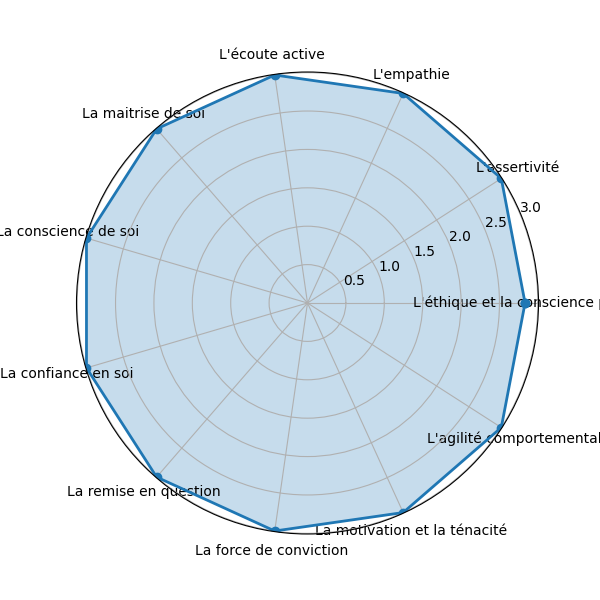 L'écoute active
L'empathie
La maitrise de soi
L'assertivité
3.0
2.5
La conscience de soi
2.0
1.5
1.0
0.5
L'éthique et la conscience
La confiance en soi
L'agilité comportemental
La remise en question
La motivation et la ténacité
La force de conviction